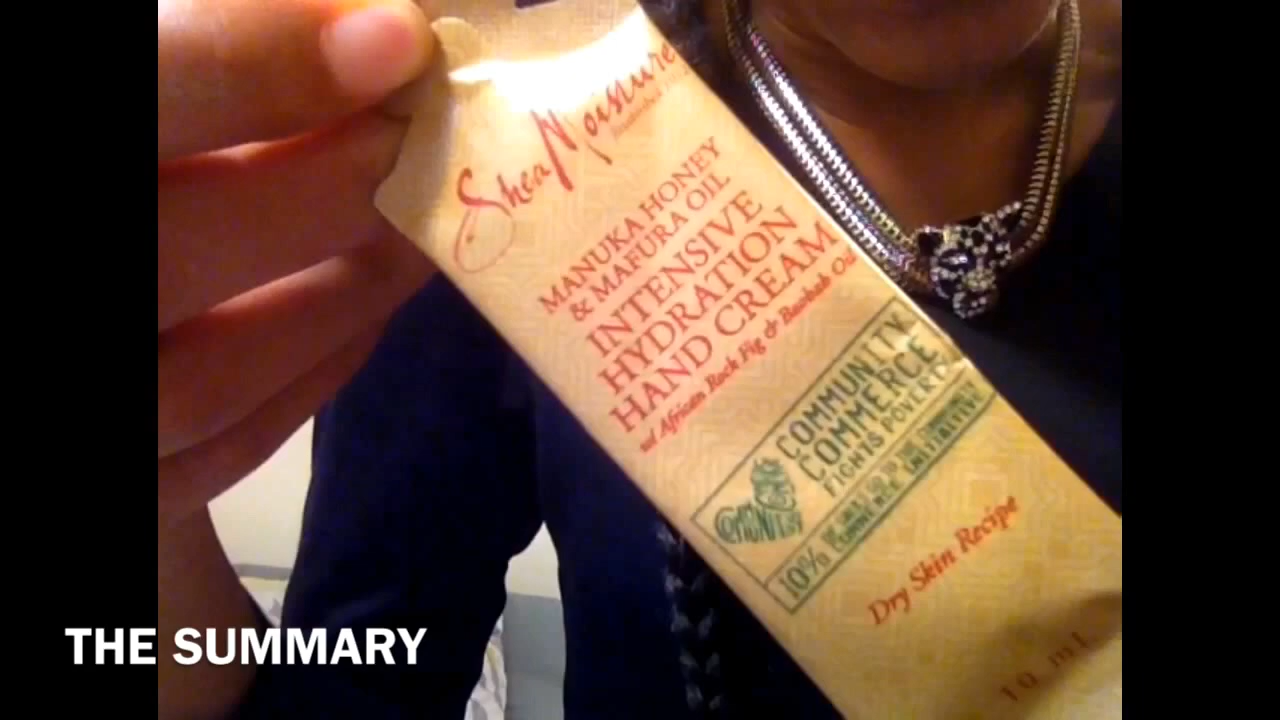 SheaMoisture
MANUKA HONEY
& MAFURA OIL
INTENSIVE
HYDRATION
HAND CREAM
w/ African Rock Fig & Baobab Oil
COMMUNITY
COMMERCE
FIGHTS POVERTY
10%
Dry Skin Recipe
10 ml
THE SUMMARY